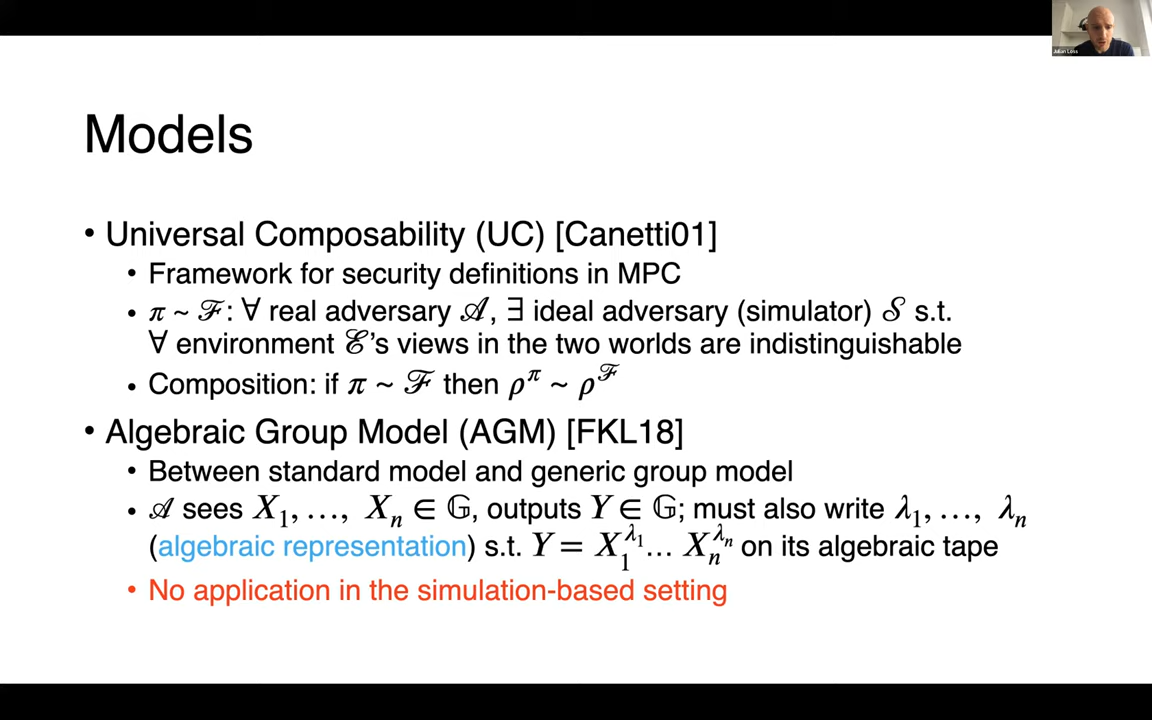 Julian Loss
Models
• Universal Composability (UC) [Canetti01]
• Framework for security definitions in MPC
• π ~ ℱ: ∀ real adversary 𝒜, ∃ ideal adversary (simulator) 𝒮 s.t.
∀ environment ℰ's views in the two worlds are indistinguishable
• Composition: if π ~ ℱ then ρ^π ~ ρ^ℱ
• Algebraic Group Model (AGM) [FKL18]
• Between standard model and generic group model
• 𝒜 sees X₁, …, Xₙ ∈ 𝔾, outputs Y ∈ 𝔾; must also write λ₁, …, λₙ
(algebraic representation) s.t. Y = X₁^λ₁ … Xₙ^λₙ on its algebraic tape
• No application in the simulation-based setting